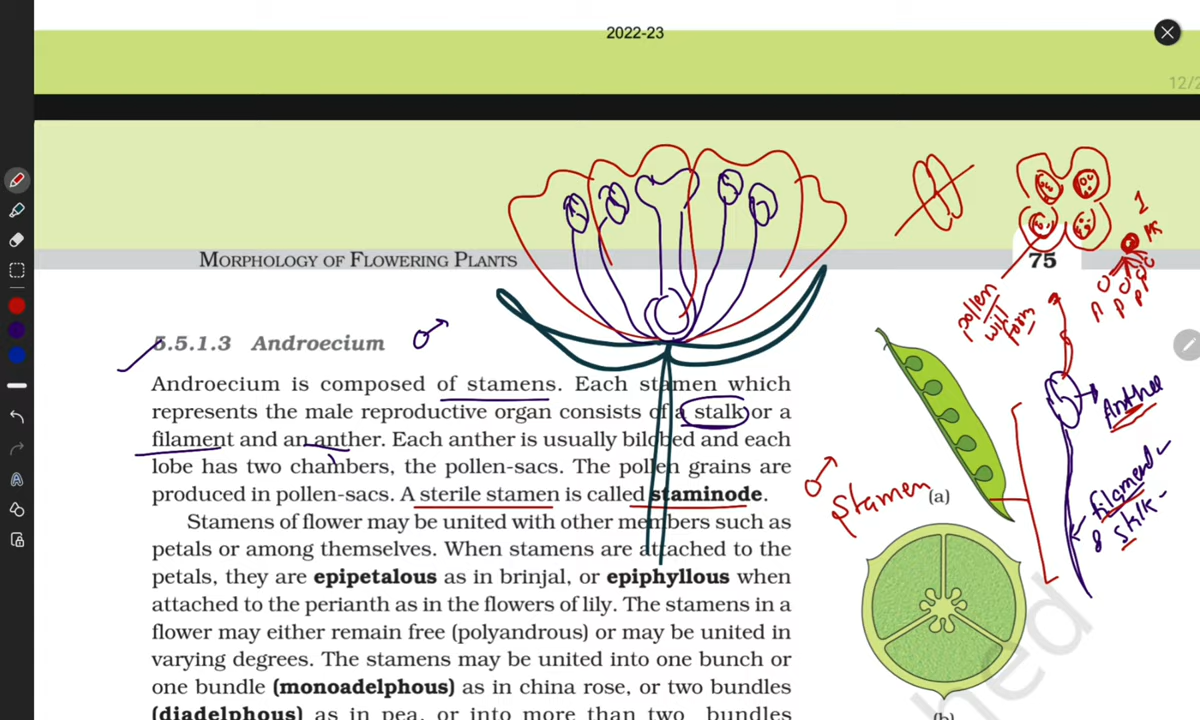 2022-23
12/2
MORPHOLOGY OF FLOWERING PLANTS
75
1
PG
pollen
will
form
5.5.1.3 Androecium
Androecium is composed of stamens. Each stamen which
represents the male reproductive organ consists of a stalk or a
filament and an anther. Each anther is usually bilobed and each
lobe has two chambers, the pollen-sacs. The pollen grains are
produced in pollen-sacs. A sterile stamen is called staminode.
Stamens of flower may be united with other members such as
petals or among themselves. When stamens are attached to the
petals, they are epipetalous as in brinjal, or epiphyllous when
attached to the perianth as in the flowers of lily. The stamens in a
flower may either remain free (polyandrous) or may be united in
varying degrees. The stamens may be united into one bunch or
one bundle (monoadelphous) as in china rose, or two bundles
(diadelphous) as in pea, or into more than two bundles
♂
Stamen
(a)
filament
stalk
(b)
hed